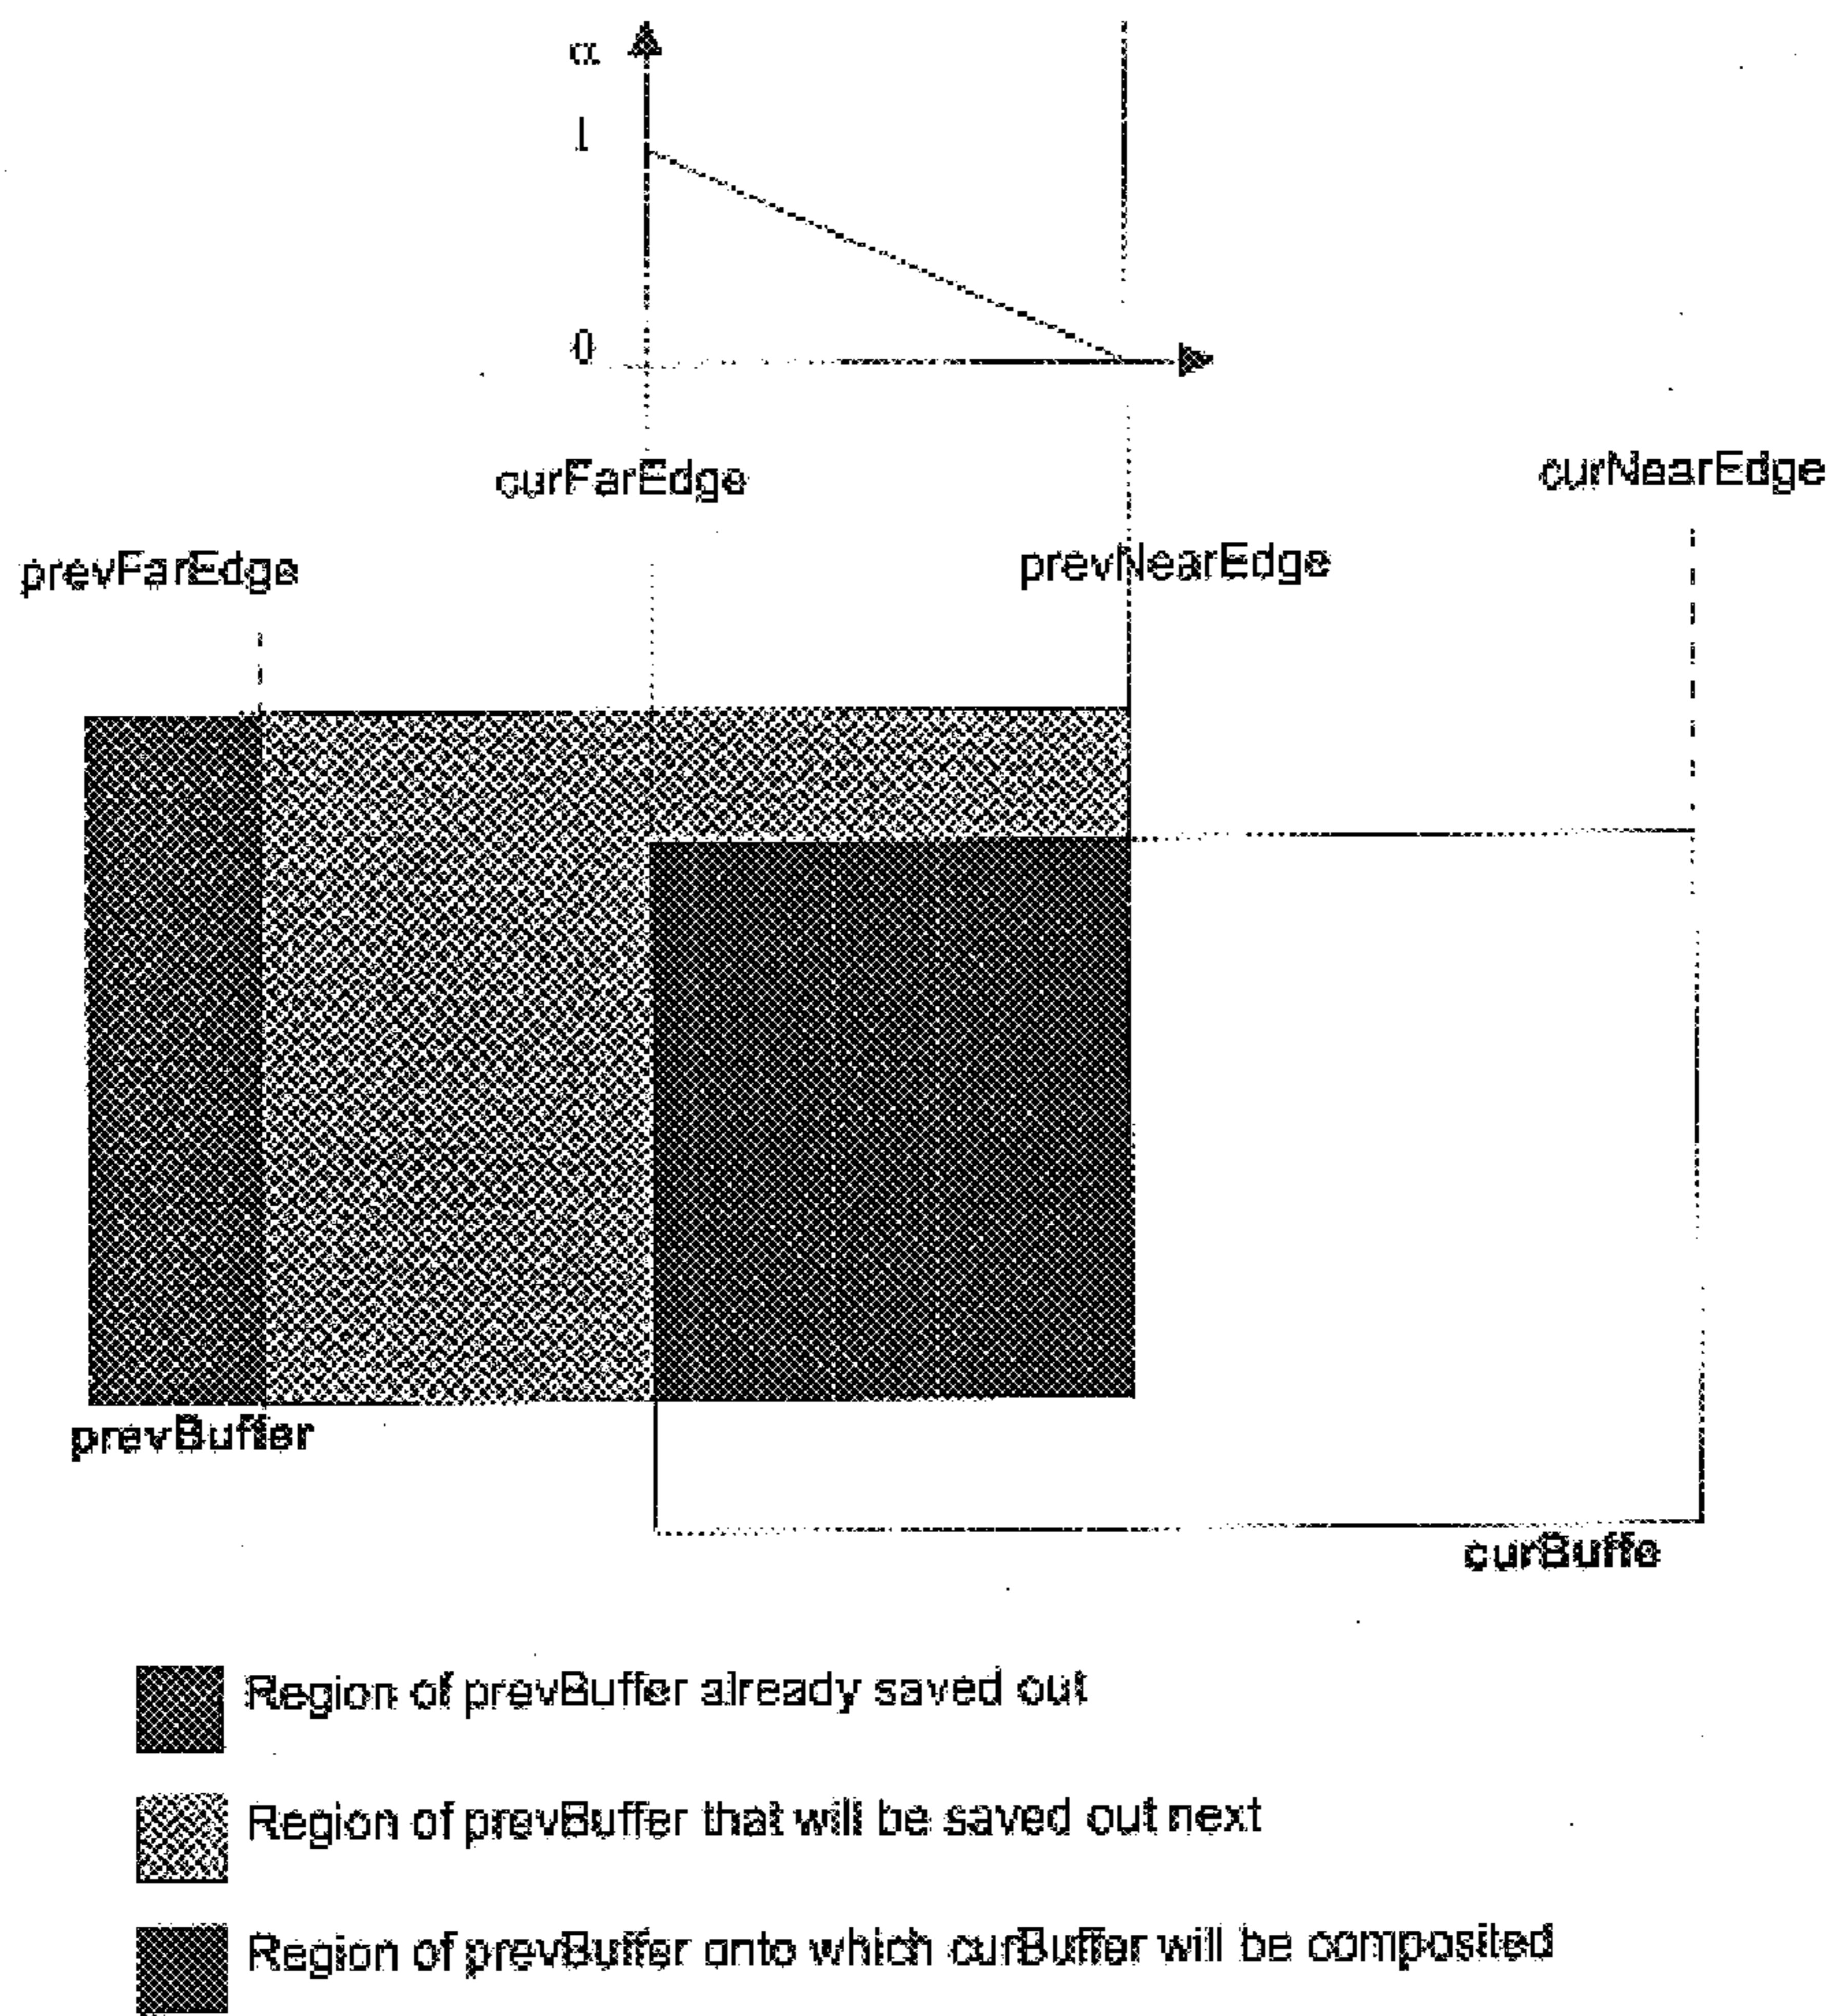 α
1
0
curFarEdge
curNearEdge
prevFarEdge
prevNearEdge
prevBuffer
curBuffe
Region of prevBuffer already saved out
Region of prevBuffer that will be saved out next
Region of prevBuffer onto which curBuffer will be composited